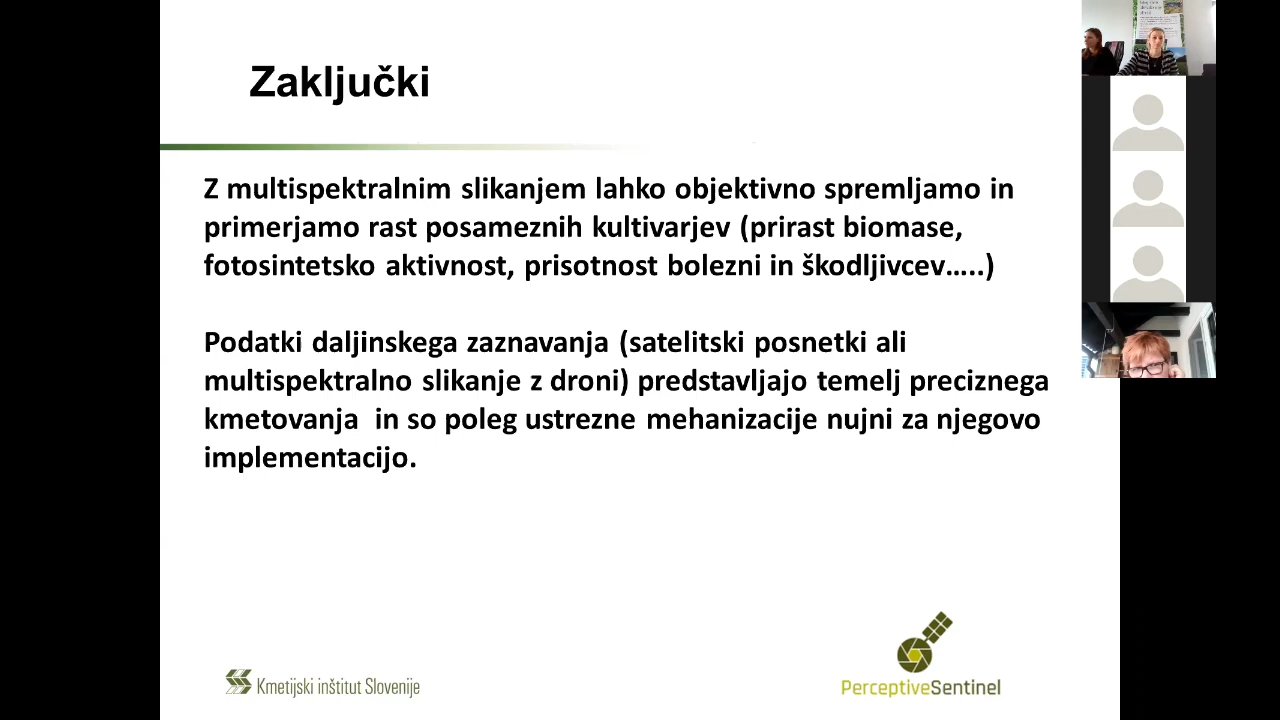 Zaključki
Z multispektralnim slikanjem lahko objektivno spremljamo in
primerjamo rast posameznih kultivarjev (prirast biomase,
fotosintetsko aktivnost, prisotnost bolezni in škodljivcev…..)
Podatki daljinskega zaznavanja (satelitski posnetki ali
multispektralno slikanje z droni) predstavljajo temelj preciznega
kmetovanja  in so poleg ustrezne mehanizacije nujni za njegovo
implementacijo.
Kmetijski inštitut Slovenije
PerceptiveSentinel